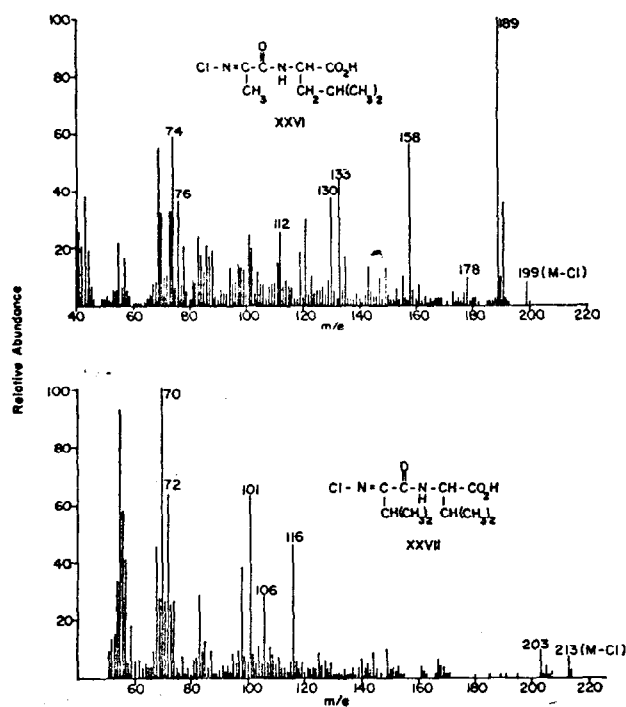 Relative Abundance
100
80
60
40
20
40 60 80 100 120 140 160 180 200 220
m/e
74
76
112
130
133
158
178
189
199(M-Cl)
O
Cl-N=C-C-N-CH-CO2H
H
CH3 CH2-CH(CH3)2
XXVI
100
80
60
40
20
60 80 100 120 140 160 180 200 220
m/e
70
72
101
106
116
203
213(M-Cl)
O
Cl-N=C-C-N-CH-CO2H
H
CH(CH3)2 CH(CH3)2
XXVII